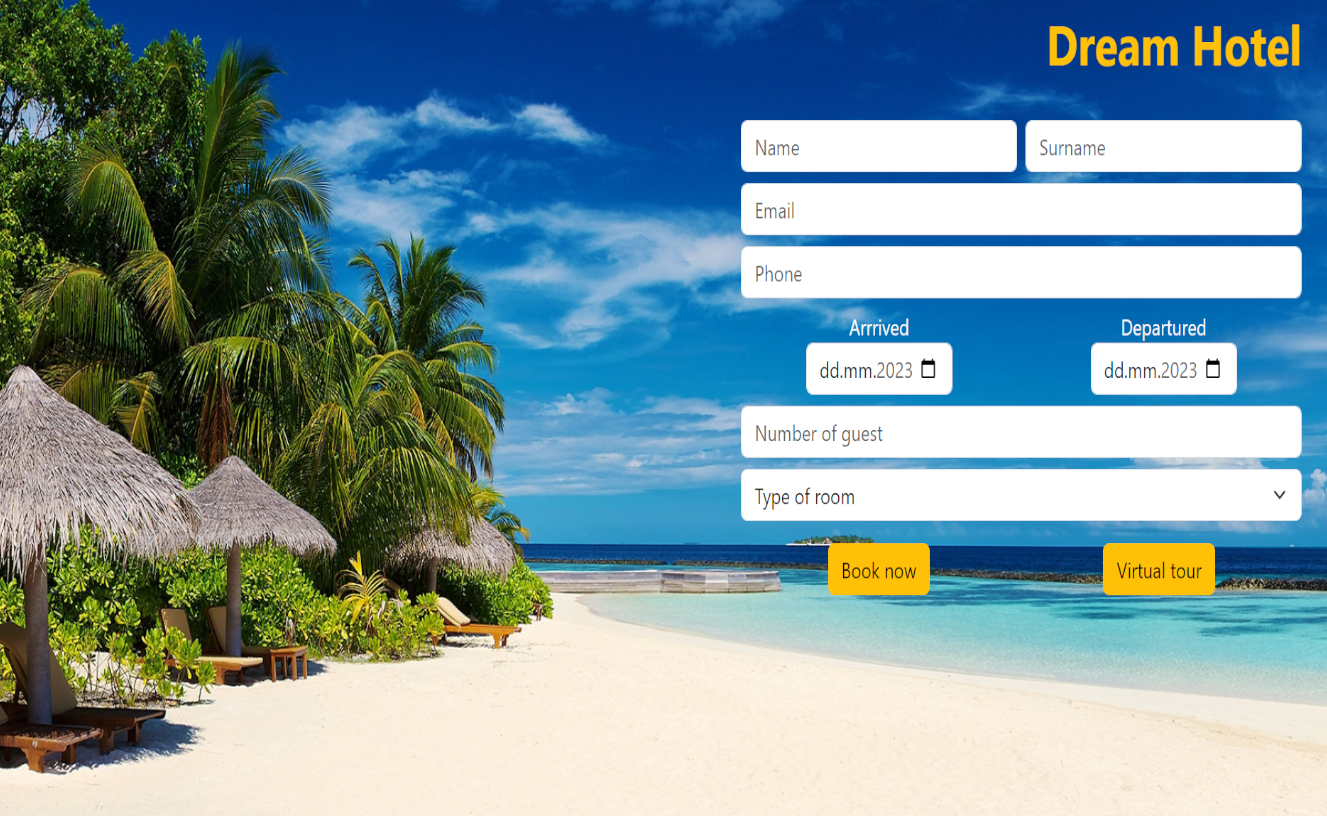 Dream Hotel
Name Surname
Email
Phone
Arrrived Departured
dd.mm.2023 dd.mm.2023
Number of guest
Type of room
Book now Virtual tour